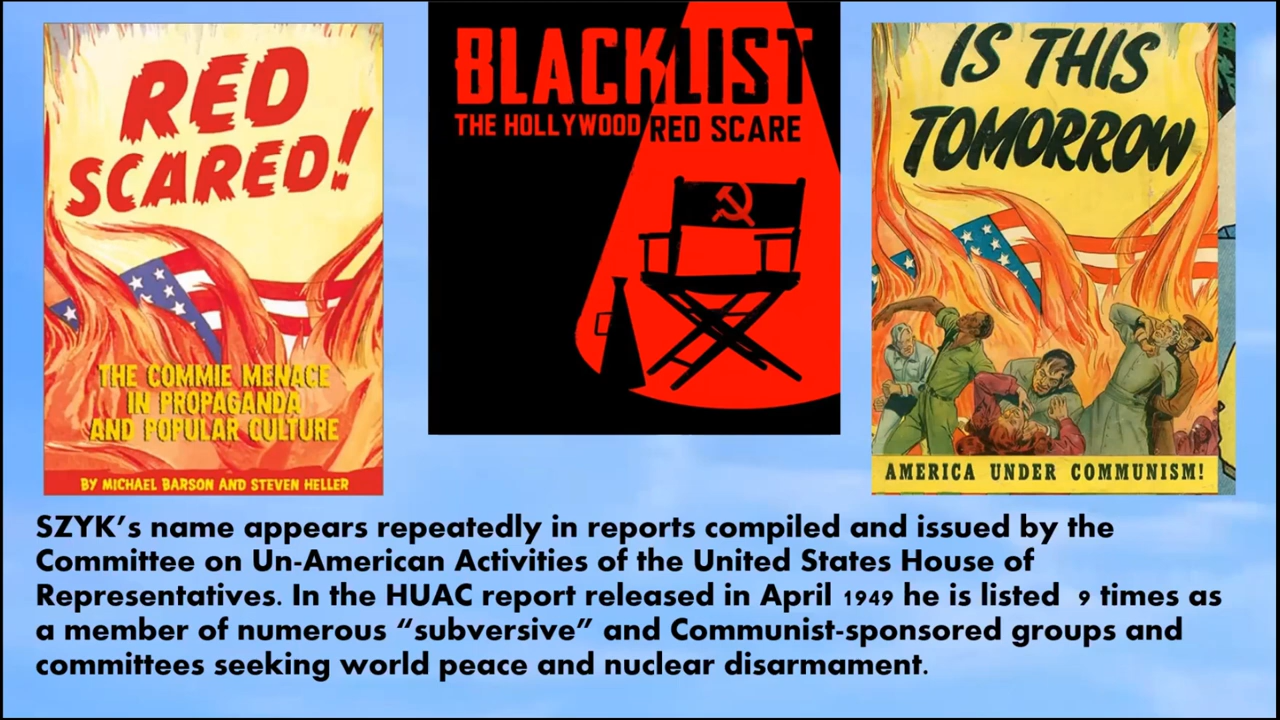 RED
SCARED!
THE COMMIE MENACE
IN PROPAGANDA
AND POPULAR CULTURE
BY MICHAEL BARSON AND STEVEN HELLER
BLACKLIST
THE HOLLYWOOD RED SCARE
IS THIS
TOMORROW
AMERICA UNDER COMMUNISM!
SZYK’s name appears repeatedly in reports compiled and issued by the
Committee on Un-American Activities of the United States House of
Representatives. In the HUAC report released in April 1949 he is listed 9 times as
a member of numerous “subversive” and Communist-sponsored groups and
committees seeking world peace and nuclear disarmament.